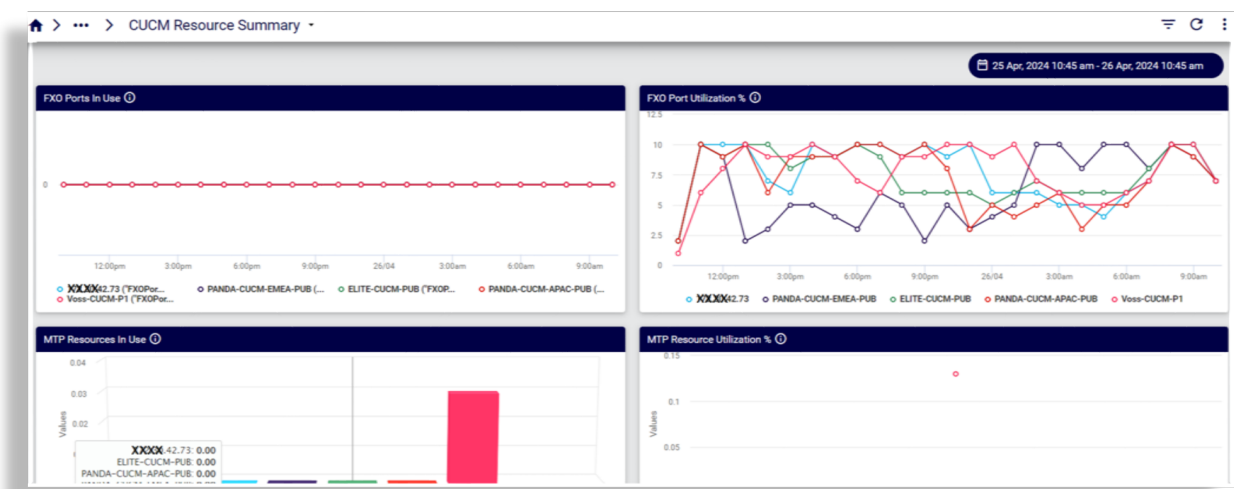 CUCM Resource Summary
25 Apr, 2024 10:45 am - 26 Apr, 2024 10:45 am
FXO Ports In Use
0
12:00pm 3:00pm 6:00pm 9:00pm 26/04 3:00am 6:00am 9:00am
XXXX42.73 ("FXOPor... PANDA-CUCM-EMEA-PUB (... ELITE-CUCM-PUB ("FXOP... PANDA-CUCM-APAC-PUB (...
Voss-CUCM-P1 ("FXOPor...
FXO Port Utilization %
12.5
10
7.5
5
2.5
0
12:00pm 3:00pm 6:00pm 9:00pm 26/04 3:00am 6:00am 9:00am
XXXX42.73 PANDA-CUCM-EMEA-PUB ELITE-CUCM-PUB PANDA-CUCM-APAC-PUB Voss-CUCM-P1
MTP Resources In Use
0.04
0.03
0.02
Values
XXXX.42.73: 0.00
ELITE-CUCM-PUB: 0.00
PANDA-CUCM-APAC-PUB: 0.00
MTP Resource Utilization %
0.15
0.1
0.05
Values